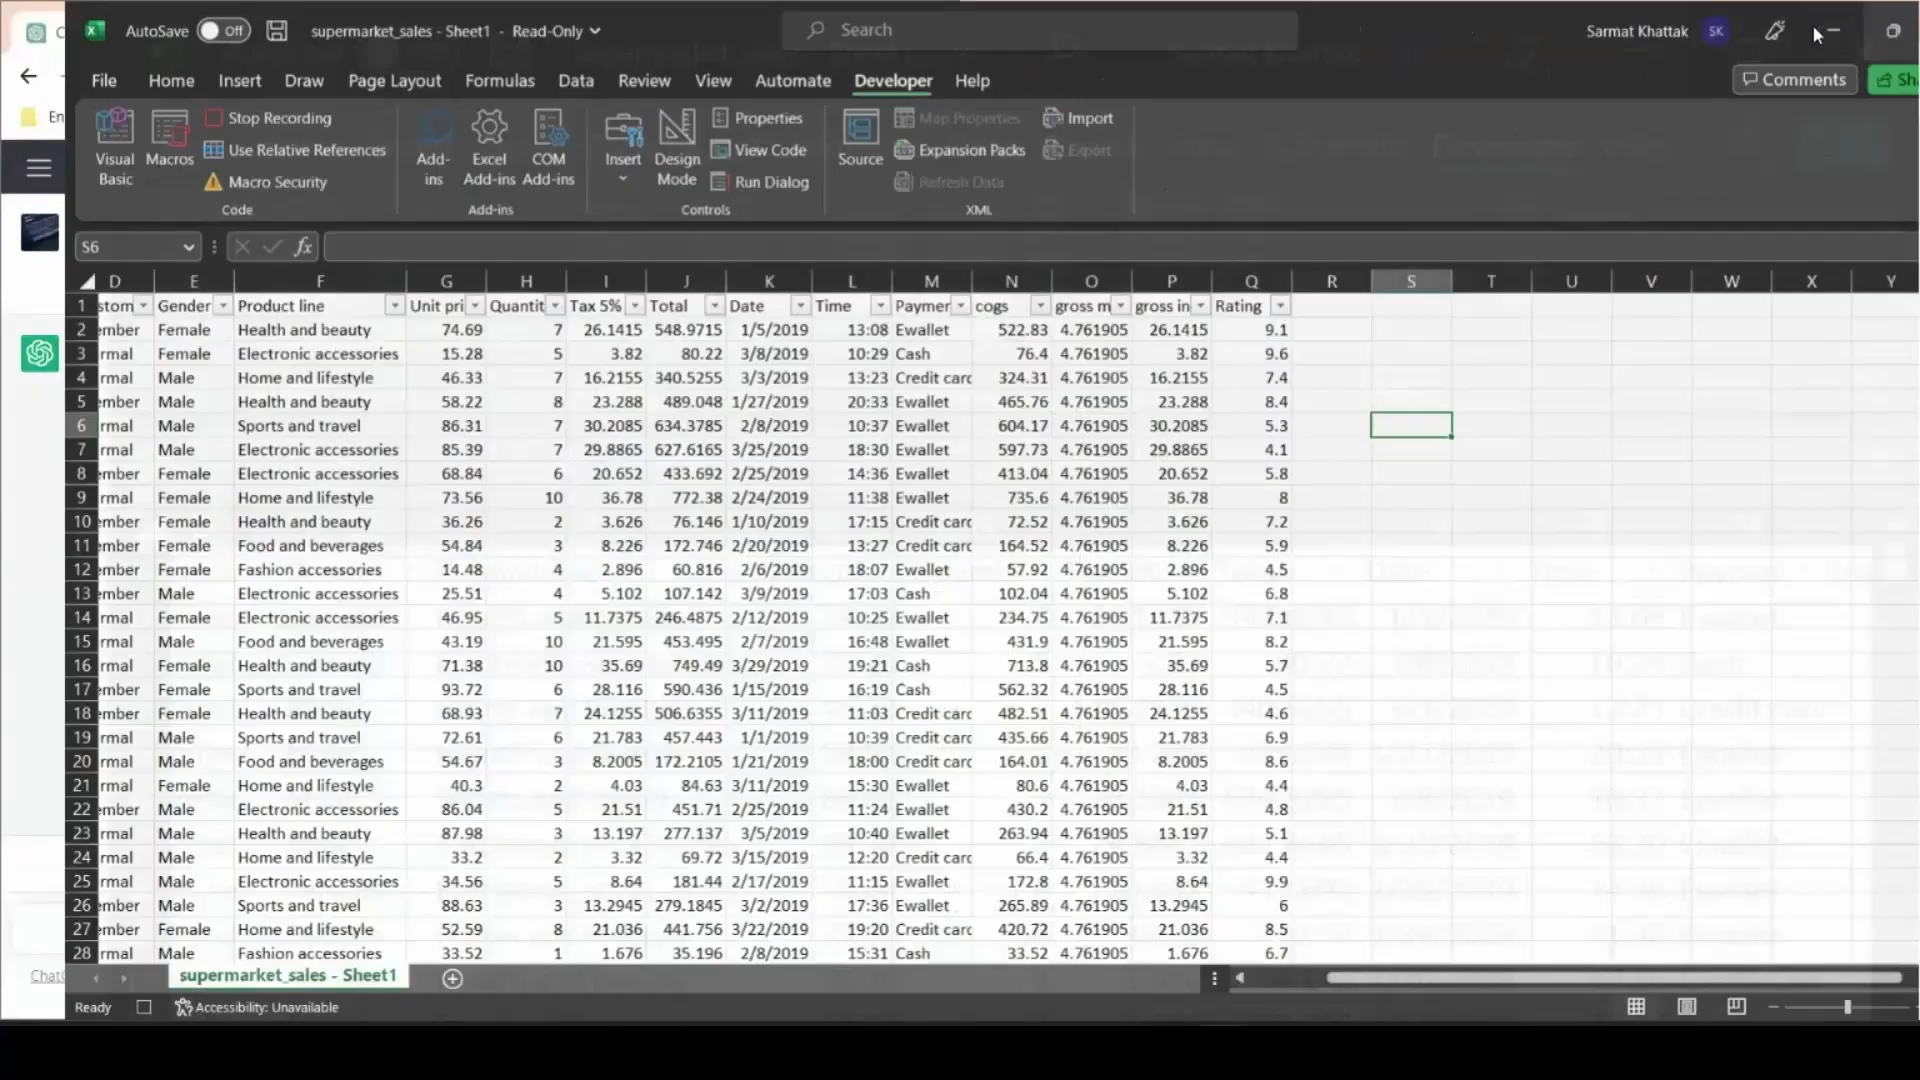 AutoSave Off supermarket_sales - Sheet1 - Read-Only Search Sarmat Khattak SK
File Home Insert Draw Page Layout Formulas Data Review View Automate Developer Help Comments Sh
En
Visual Basic
Macros
Stop Recording
Use Relative References
Macro Security
Code
Add-ins
Excel Add-ins
COM Add-ins
Add-ins
Insert
Design Mode
Properties
View Code
Run Dialog
Controls
Source
Map Properties
Expansion Packs
Refresh Data
Import
Export
XML
S6 fx
D E F G H I J K L M N O P Q R S T U V W X Y
1 stom Gender Product line Unit pri Quantit Tax 5% Total Date Time Paymer cogs gross m gross in Rating
2 ember Female Health and beauty 74.69 7 26.1415 548.9715 1/5/2019 13:08 Ewallet 522.83 4.761905 26.1415 9.1
3 rmal Female Electronic accessories 15.28 5 3.82 80.22 3/8/2019 10:29 Cash 76.4 4.761905 3.82 9.6
4 rmal Male Home and lifestyle 46.33 7 16.2155 340.5255 3/3/2019 13:23 Credit card 324.31 4.761905 16.2155 7.4
5 ember Male Health and beauty 58.22 8 23.288 489.048 1/27/2019 20:33 Ewallet 465.76 4.761905 23.288 8.4
6 rmal Male Sports and travel 86.31 7 30.2085 634.3785 2/8/2019 10:37 Ewallet 604.17 4.761905 30.2085 5.3
7 rmal Male Electronic accessories 85.39 7 29.8865 627.6165 3/25/2019 18:30 Ewallet 597.73 4.761905 29.8865 4.1
8 ember Female Electronic accessories 68.84 6 20.652 433.692 2/25/2019 14:36 Ewallet 413.04 4.761905 20.652 5.8
9 rmal Female Home and lifestyle 73.56 10 36.78 772.38 2/24/2019 11:38 Ewallet 735.6 4.761905 36.78 8
10 ember Female Health and beauty 36.26 2 3.626 76.146 1/10/2019 17:15 Credit card 72.52 4.761905 3.626 7.2
11 ember Female Food and beverages 54.84 3 8.226 172.746 2/20/2019 13:27 Credit card 164.52 4.761905 8.226 5.9
12 ember Female Fashion accessories 14.48 4 2.896 60.816 2/6/2019 18:07 Ewallet 57.92 4.761905 2.896 4.5
13 ember Male Electronic accessories 25.51 4 5.102 107.142 3/9/2019 17:03 Cash 102.04 4.761905 5.102 6.8
14 rmal Female Electronic accessories 46.95 5 11.7375 246.4875 2/12/2019 10:25 Ewallet 234.75 4.761905 11.7375 7.1
15 rmal Male Food and beverages 43.19 10 21.595 453.495 2/7/2019 16:48 Ewallet 431.9 4.761905 21.595 8.2
16 rmal Female Health and beauty 71.38 10 35.69 749.49 3/29/2019 19:21 Cash 713.8 4.761905 35.69 5.7
17 ember Female Sports and travel 93.72 6 28.116 590.436 1/15/2019 16:19 Cash 562.32 4.761905 28.116 4.5
18 ember Female Health and beauty 68.93 7 24.1255 506.6355 3/11/2019 11:03 Credit card 482.51 4.761905 24.1255 4.6
19 rmal Male Sports and travel 72.61 6 21.783 457.443 1/1/2019 10:39 Credit card 435.66 4.761905 21.783 6.9
20 rmal Male Food and beverages 54.67 3 8.2005 172.2105 1/21/2019 18:00 Credit card 164.01 4.761905 8.2005 8.6
21 rmal Female Home and lifestyle 40.3 2 4.03 84.63 3/11/2019 15:30 Ewallet 80.6 4.761905 4.03 4.4
22 ember Male Electronic accessories 86.04 5 21.51 451.71 2/25/2019 11:24 Ewallet 430.2 4.761905 21.51 4.8
23 rmal Male Health and beauty 87.98 3 13.197 277.137 3/5/2019 10:40 Ewallet 263.94 4.761905 13.197 5.1
24 rmal Male Home and lifestyle 33.2 2 3.32 69.72 3/15/2019 12:20 Credit card 66.4 4.761905 3.32 4.4
25 rmal Male Electronic accessories 34.56 5 8.64 181.44 2/17/2019 11:15 Ewallet 172.8 4.761905 8.64 9.9
26 ember Male Sports and travel 88.63 3 13.2945 279.1845 3/2/2019 17:36 Ewallet 265.89 4.761905 13.2945 6
27 ember Female Home and lifestyle 52.59 8 21.036 441.756 3/22/2019 19:20 Credit card 420.72 4.761905 21.036 8.5
28 rmal Male Fashion accessories 33.52 1 1.676 35.196 2/8/2019 15:31 Cash 33.52 4.761905 1.676 6.7
Chat
supermarket_sales - Sheet1
Ready Accessibility: Unavailable